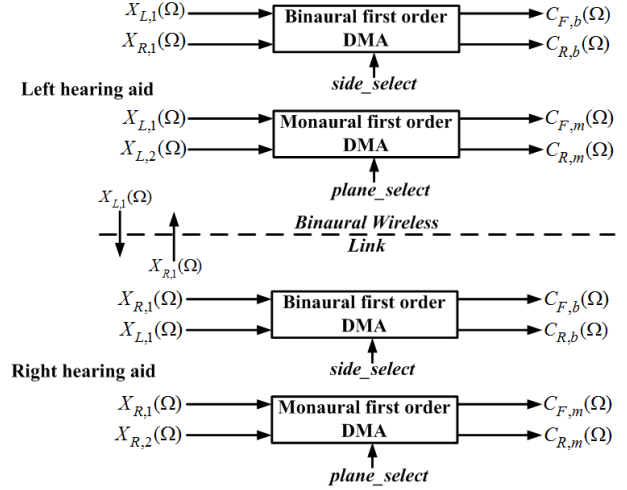 X_{L,1}(Ω) Binaural first order C_{F,b}(Ω)
X_{R,1}(Ω) DMA C_{R,b}(Ω)
side_select
Left hearing aid
X_{L,1}(Ω) Monaural first order C_{F,m}(Ω)
X_{L,2}(Ω) DMA C_{R,m}(Ω)
plane_select
X_{L,1}(Ω)
Binaural Wireless
Link
X_{R,1}(Ω)
X_{R,1}(Ω) Binaural first order C_{F,b}(Ω)
X_{L,1}(Ω) DMA C_{R,b}(Ω)
side_select
Right hearing aid
X_{R,1}(Ω) Monaural first order C_{F,m}(Ω)
X_{R,2}(Ω) DMA C_{R,m}(Ω)
plane_select